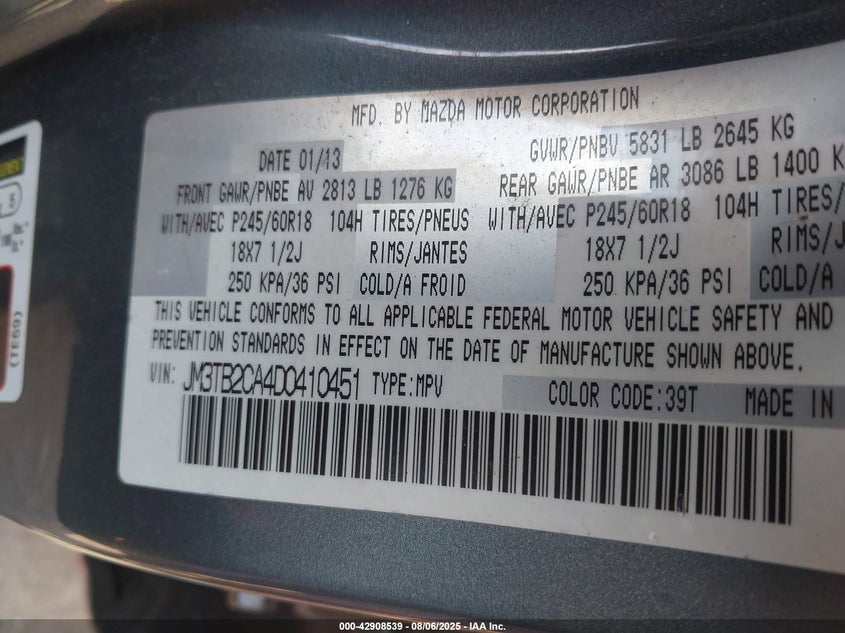 MFD. BY MAZDA MOTOR CORPORATION
DATE 01/13
GVWR/PNBV 5831 LB 2645 KG
FRONT GAWR/PNBE AV 2813 LB 1276 KG
REAR GAWR/PNBE AR 3086 LB 1400 K
WITH/AVEC P245/60R18 104H TIRES/PNEUS
WITH/AVEC P245/60R18 104H TIRES/
18X7 1/2J RIMS/JANTES
18X7 1/2J RIMS/J
250 KPA/36 PSI COLD/A FROID
250 KPA/36 PSI COLD/A
THIS VEHICLE CONFORMS TO ALL APPLICABLE FEDERAL MOTOR VEHICLE SAFETY AND
PREVENTION STANDARDS IN EFFECT ON THE DATE OF MANUFACTURE SHOWN ABOVE.
VIN: JM3TB2CA4D0410451 TYPE:MPV
COLOR CODE:39T MADE IN
(TE69)
000-42908539 - 08/06/2025 - IAA Inc.